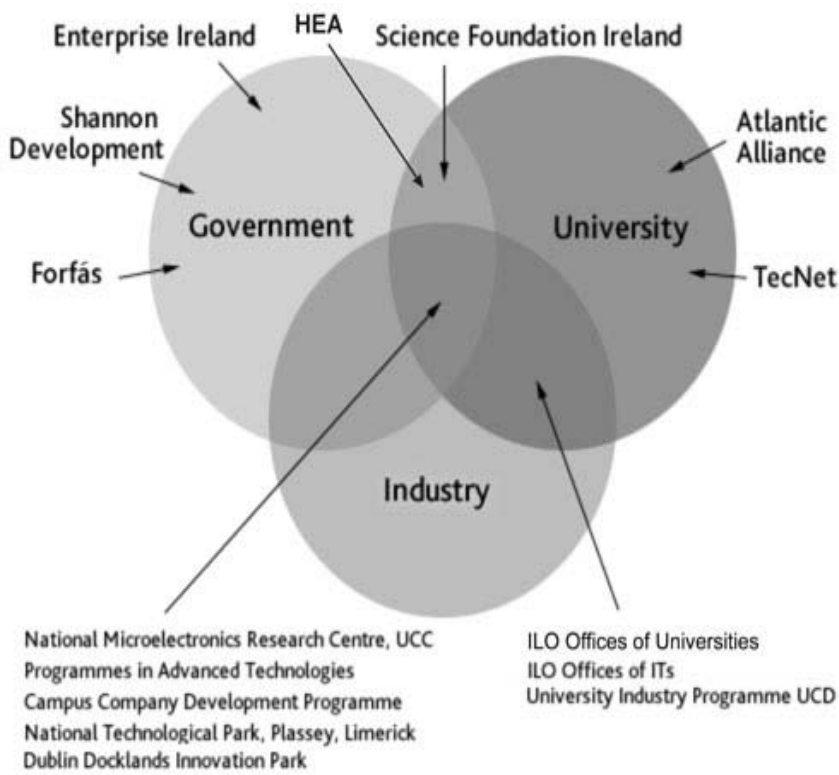 HEA
Enterprise Ireland
Science Foundation Ireland
Shannon
Development
Atlantic
Alliance
Government
University
Forfás
TecNet
Industry
National Microelectronics Research Centre, UCC
Programmes in Advanced Technologies
Campus Company Development Programme
National Technological Park, Plassey, Limerick
Dublin Docklands Innovation Park
ILO Offices of Universities
ILO Offices of ITs
University Industry Programme UCD